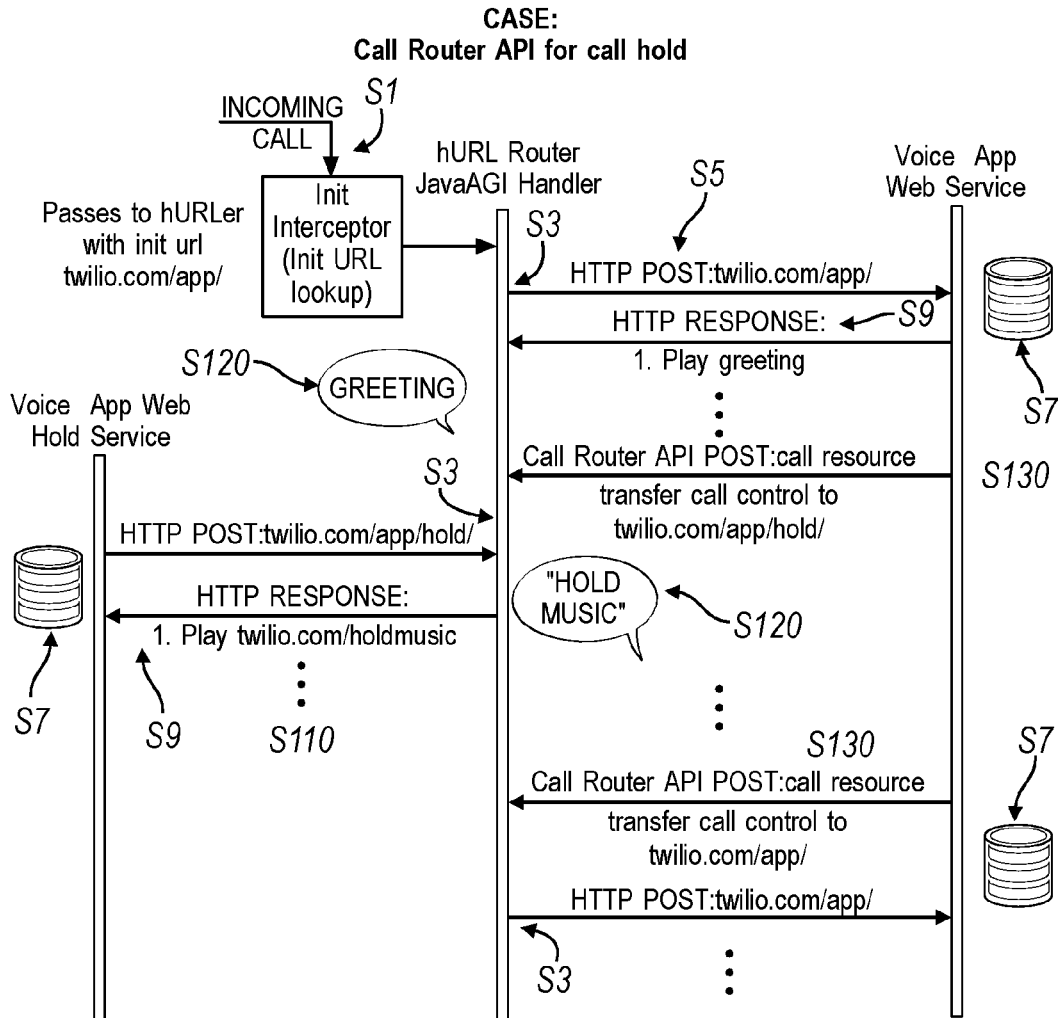 CASE:
Call Router API for call hold
S1
INCOMING
CALL
hURL Router
JavaAGI Handler
Voice App
Web Service
Passes to hURLer
with init url
twilio.com/app/
Init
Interceptor
(Init URL
lookup)
S3
S5
HTTP POST:twilio.com/app/
HTTP RESPONSE:
S9
1. Play greeting
S7
S120
GREETING
Voice App Web
Hold Service
Call Router API POST:call resource
S130
transfer call control to
twilio.com/app/hold/
S3
HTTP POST:twilio.com/app/hold/
HTTP RESPONSE:
1. Play twilio.com/holdmusic
"HOLD
MUSIC"
S120
S7
S9
S110
S130
S7
Call Router API POST:call resource
transfer call control to
twilio.com/app/
HTTP POST:twilio.com/app/
S3